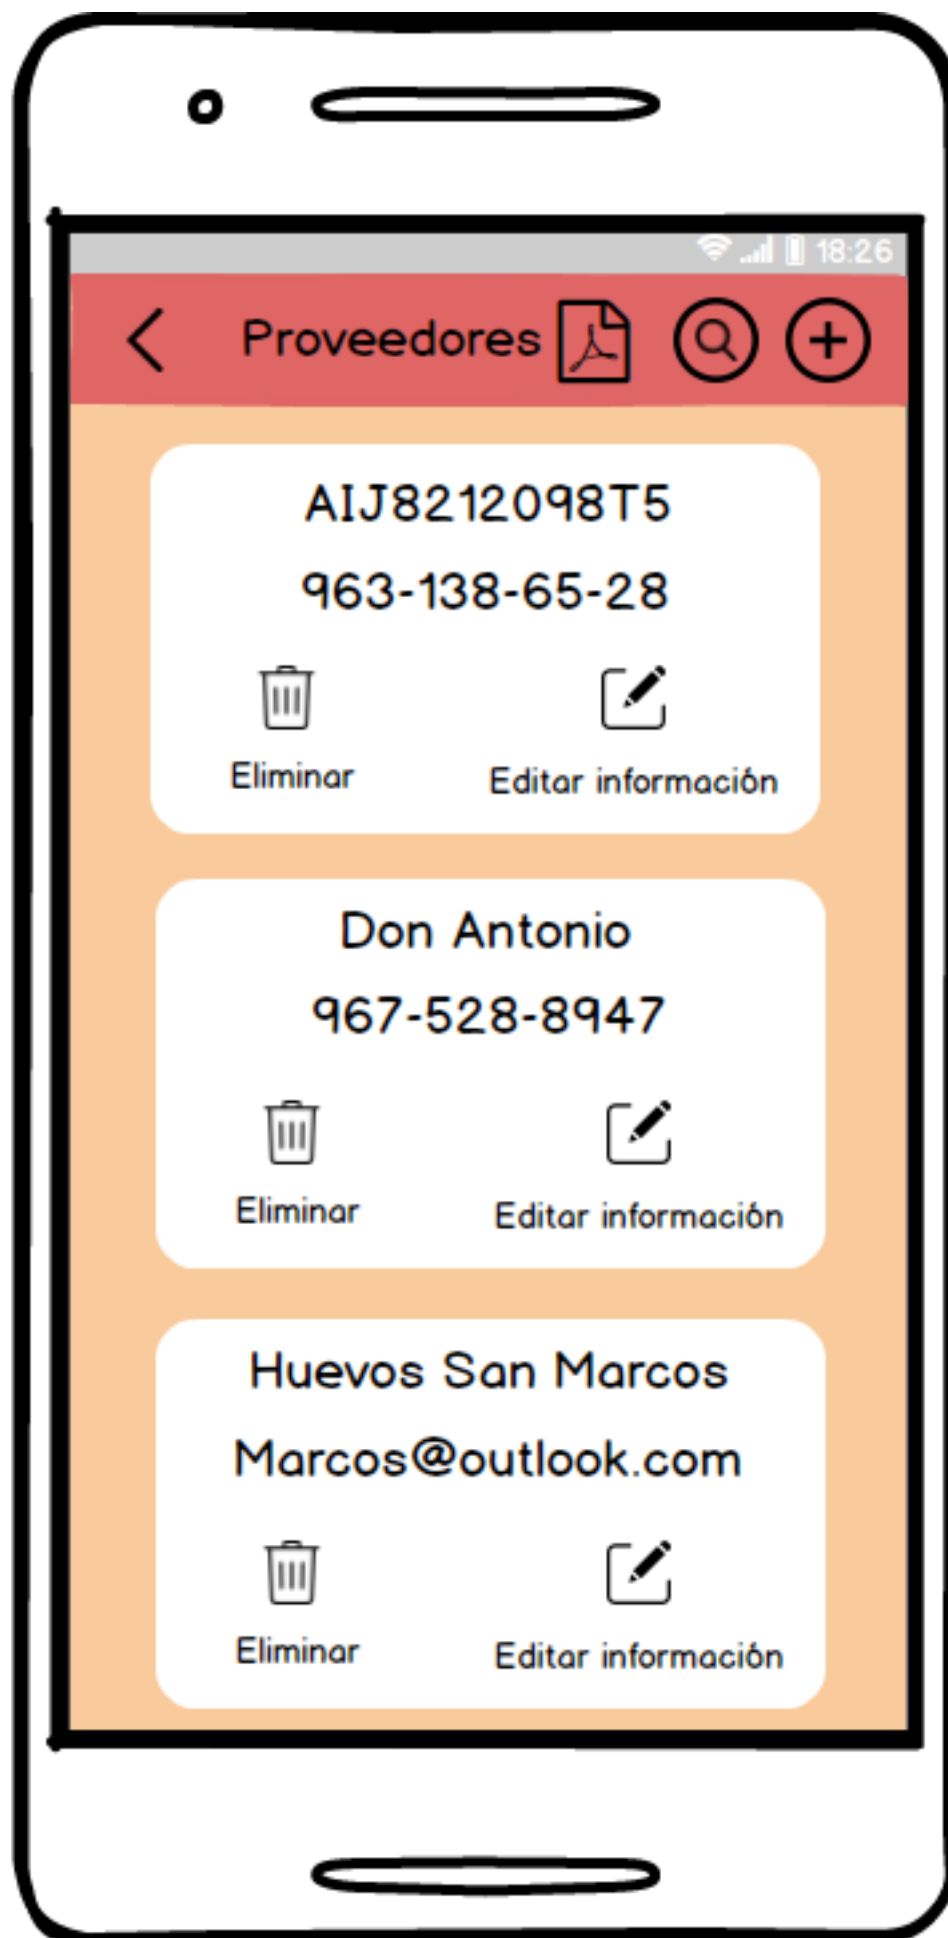 18:26
Proveedores
AIJ8212098T5
963-138-65-28
Eliminar
Editar información
Don Antonio
967-528-8947
Eliminar
Editar información
Huevos San Marcos
Marcos@outlook.com
Eliminar
Editar información